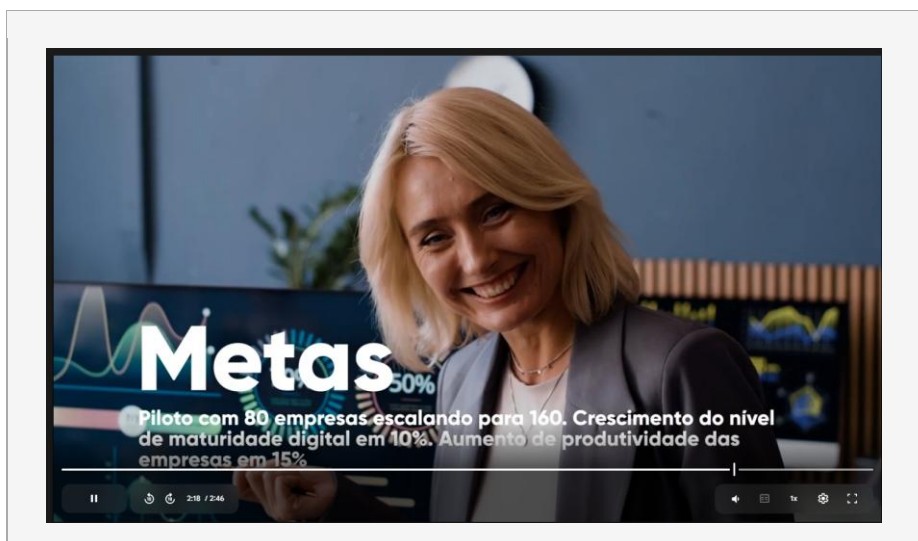 Metas
50%
Piloto com 80 empresas escalando para 160. Crescimento do nível
de maturidade digital em 10%. Aumento de produtividade das
empresas em 15%
2:18 / 2:46
1x